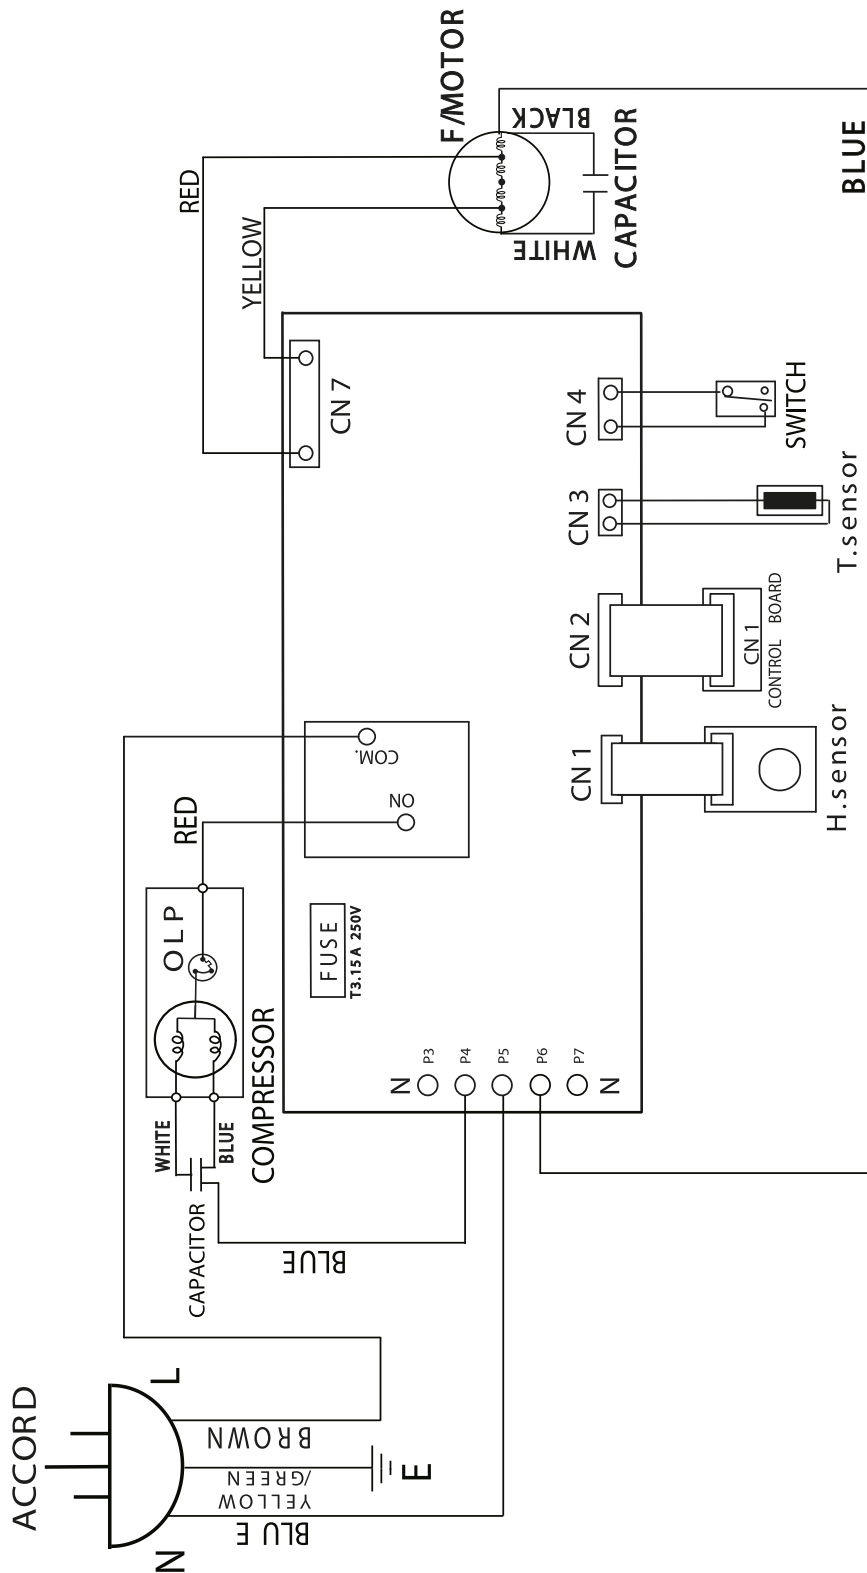 ACCORD
N
L
BLUE
YELLOW
/GREEN
BROWN
E
CAPACITOR
WHITE
BLUE
BLUE
COMPRESSOR
OLP
RED
FUSE
T3.15A 250V
N
P3
P4
P5
P6
P7
N
COM.
NO
CN 7
RED
YELLOW
F/MOTOR
BLACK
WHITE
CAPACITOR
BLUE
CN 1
CN 2
CN 3
CN 4
H.sensor
CN 1
CONTROL BOARD
T.sensor
SWITCH